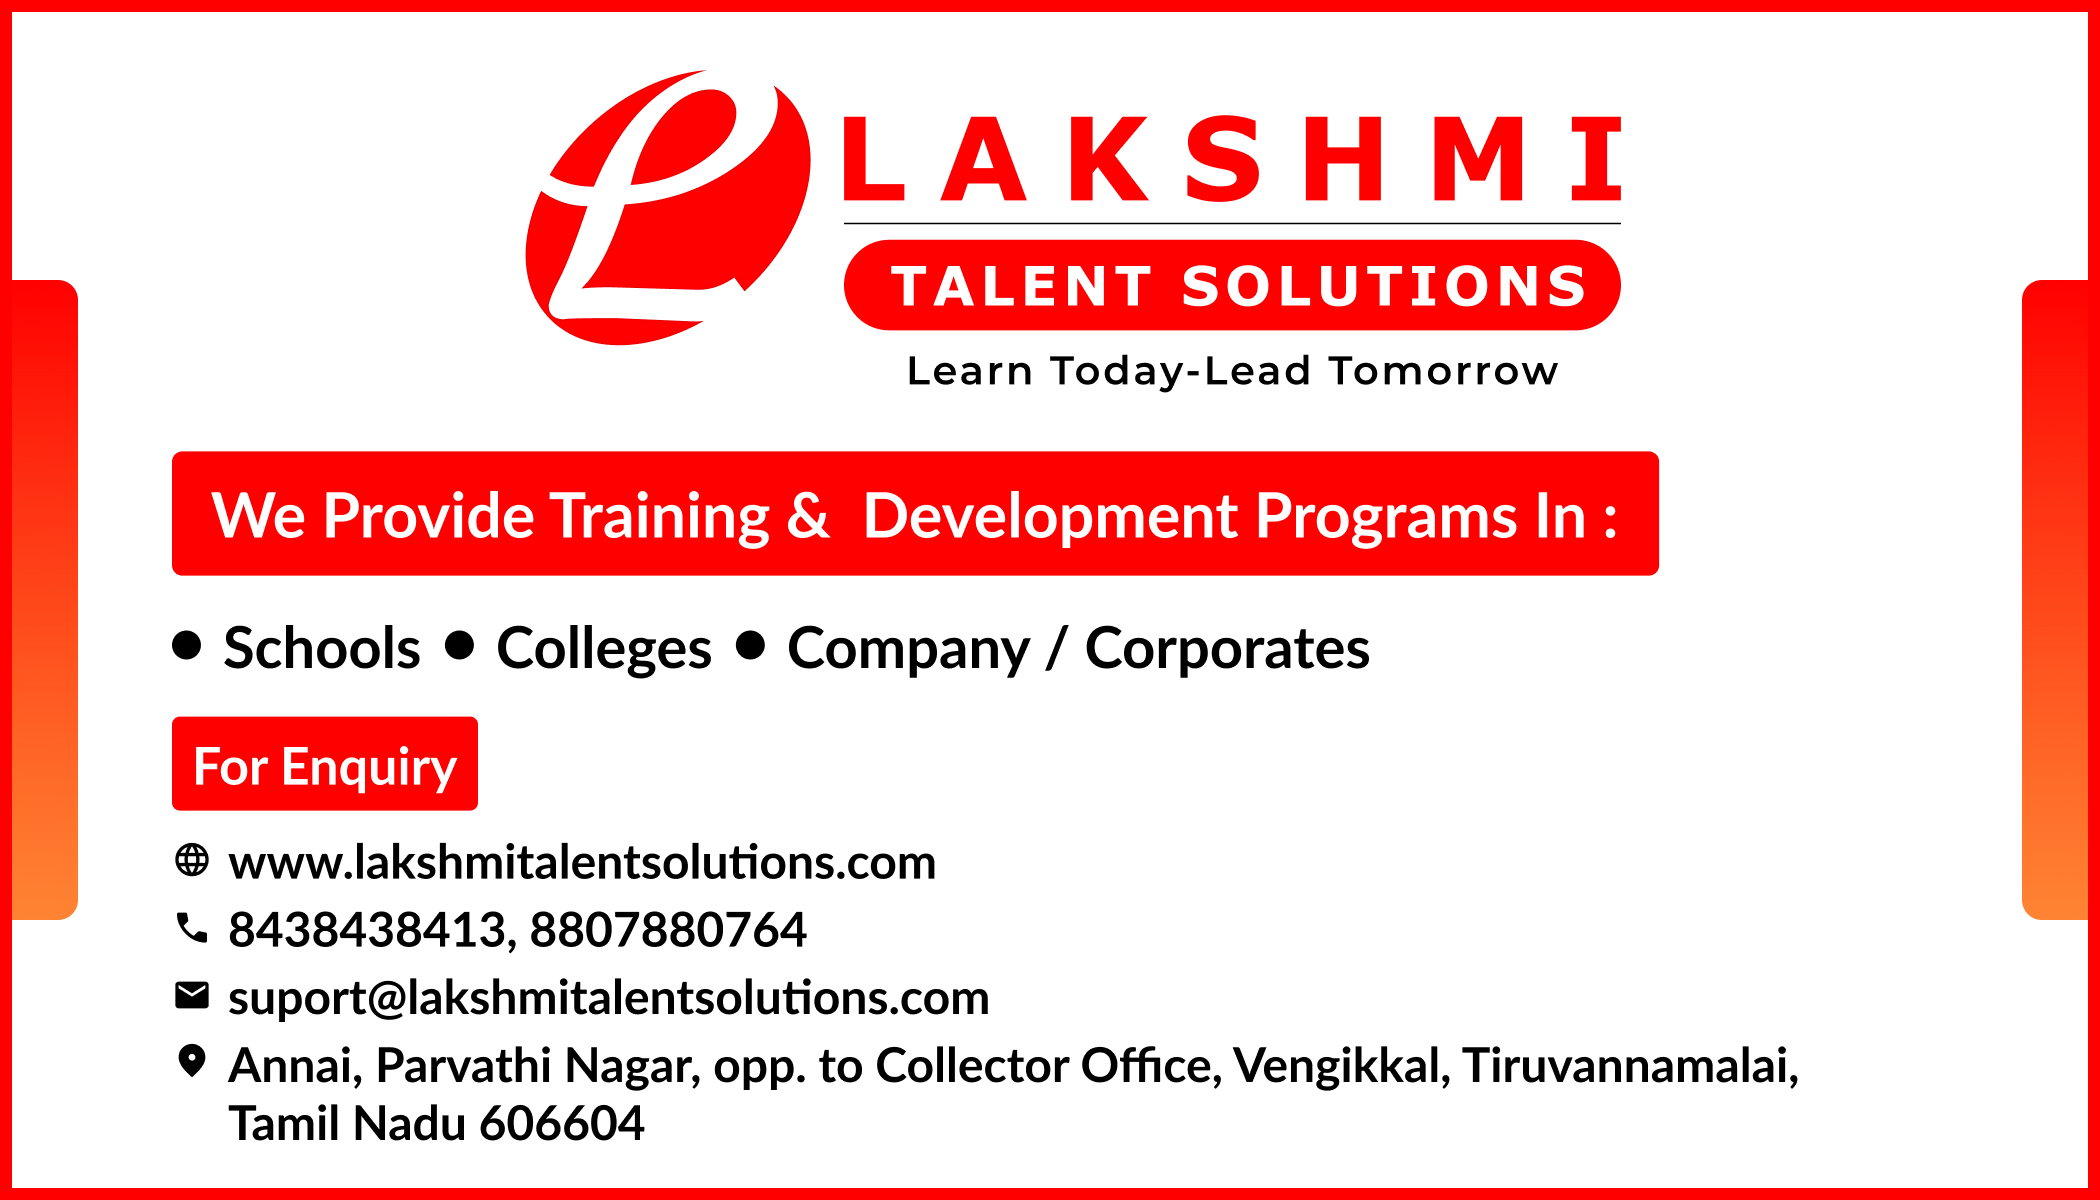 LAKSHMI
TALENT SOLUTIONS
Learn Today-Lead Tomorrow
We Provide Training & Development Programs In :
● Schools ● Colleges ● Company / Corporates
For Enquiry
www.lakshmitalentsolutions.com
8438438413, 8807880764
suport@lakshmitalentsolutions.com
Annai, Parvathi Nagar, opp. to Collector Office, Vengikkal, Tiruvannamalai,
Tamil Nadu 606604